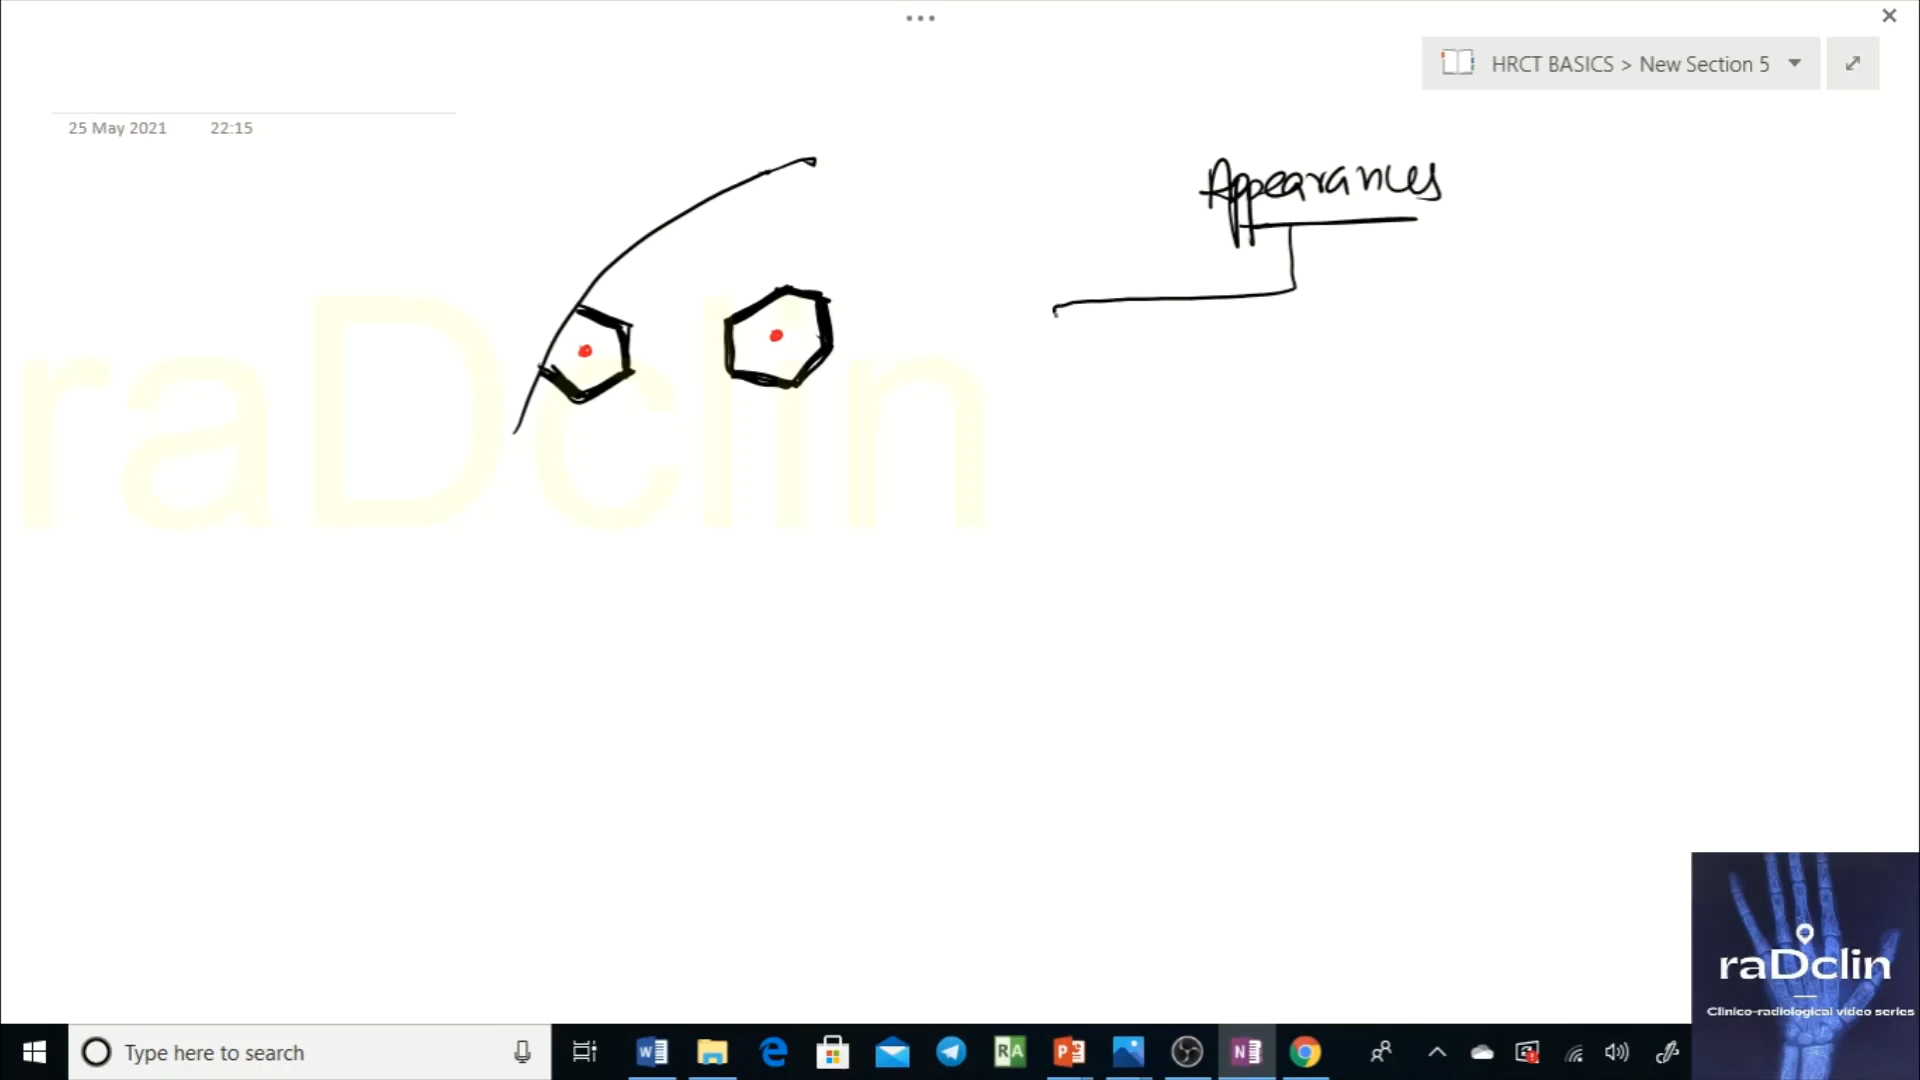 HRCT BASICS > New Section 5
25 May 2021 22:15
Appearances
raDclin
raDclin
Clinico-radiological video series
Type here to search